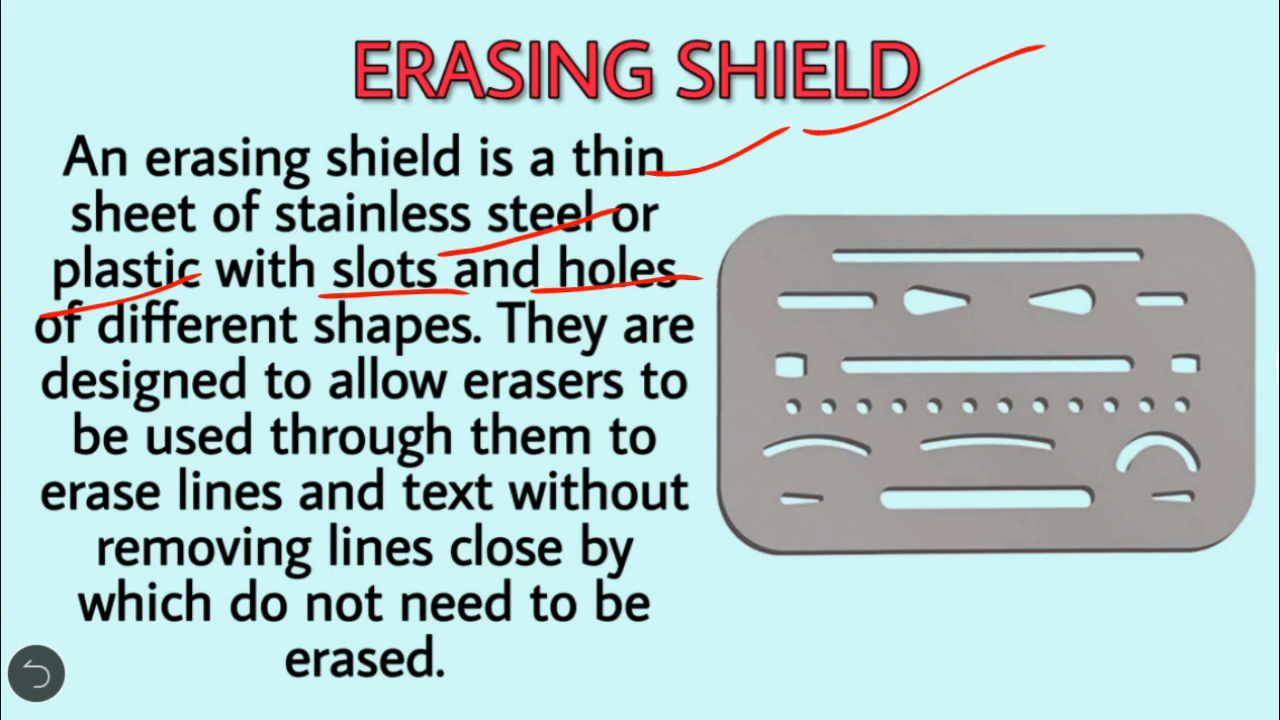 ERASING SHIELD
An erasing shield is a thin
sheet of stainless steel or
plastic with slots and holes
of different shapes. They are
designed to allow erasers to
be used through them to
erase lines and text without
removing lines close by
which do not need to be
erased.